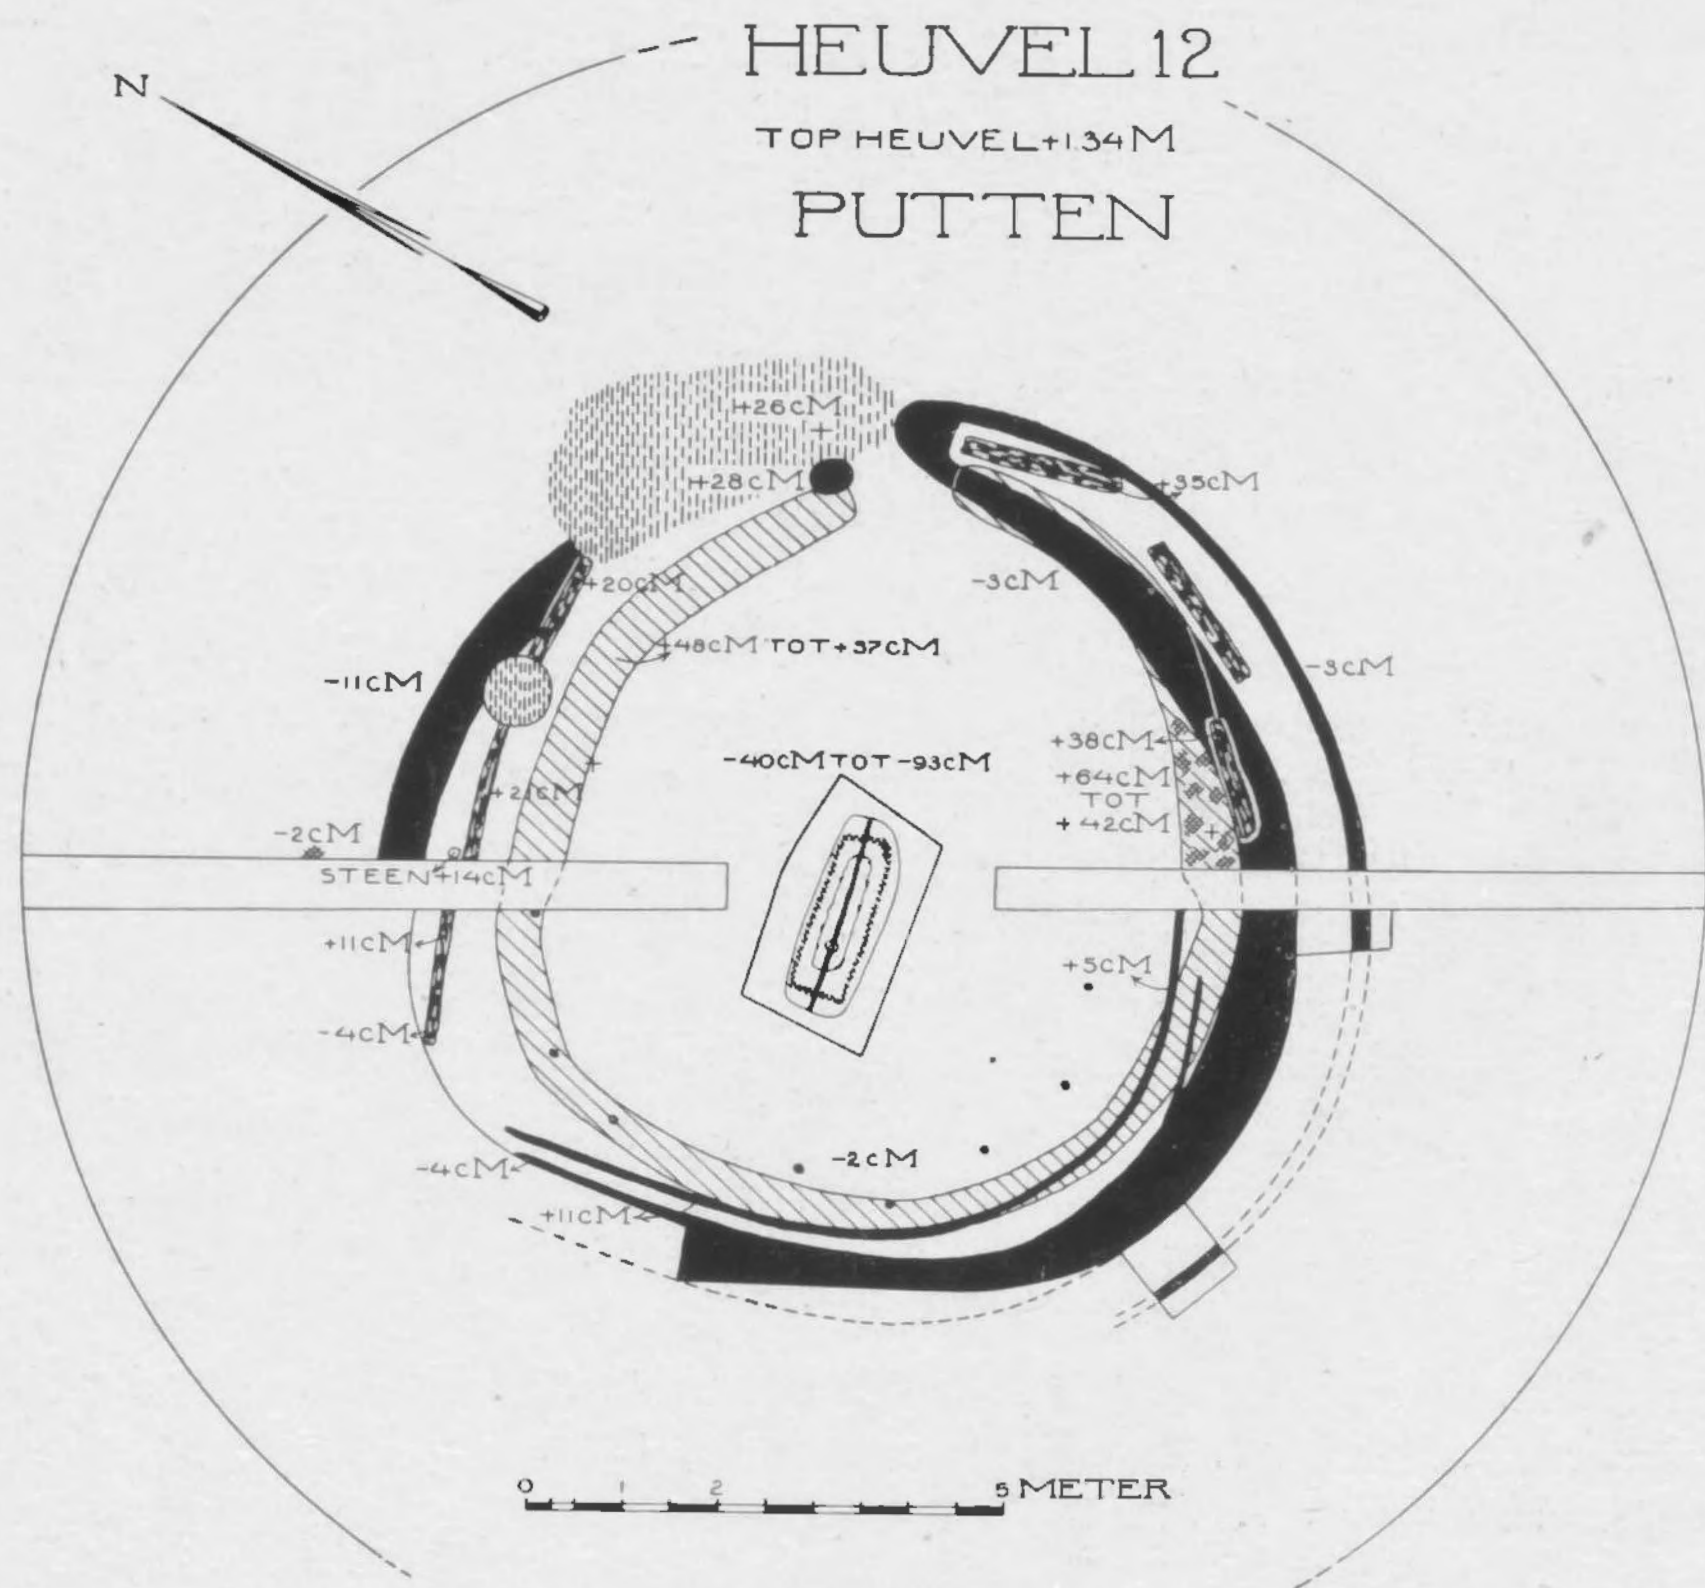 HEUVEL 12
N
TOP HEUVEL +1.34 M
PUTTEN
+26 cM
+28 cM
+35 cM
+20 cM
-3 cM
+48 cM TOT +37 cM
-3 cM
-11 cM
+38 cM
-40 cM TOT -93 cM
+64 cM
TOT
+42 cM
+21 cM
-2 cM
STEEN +14 cM
+11 cM
+5 cM
-4 cM
-2 cM
-4 cM
+11 cM
0 1 2 5 METER